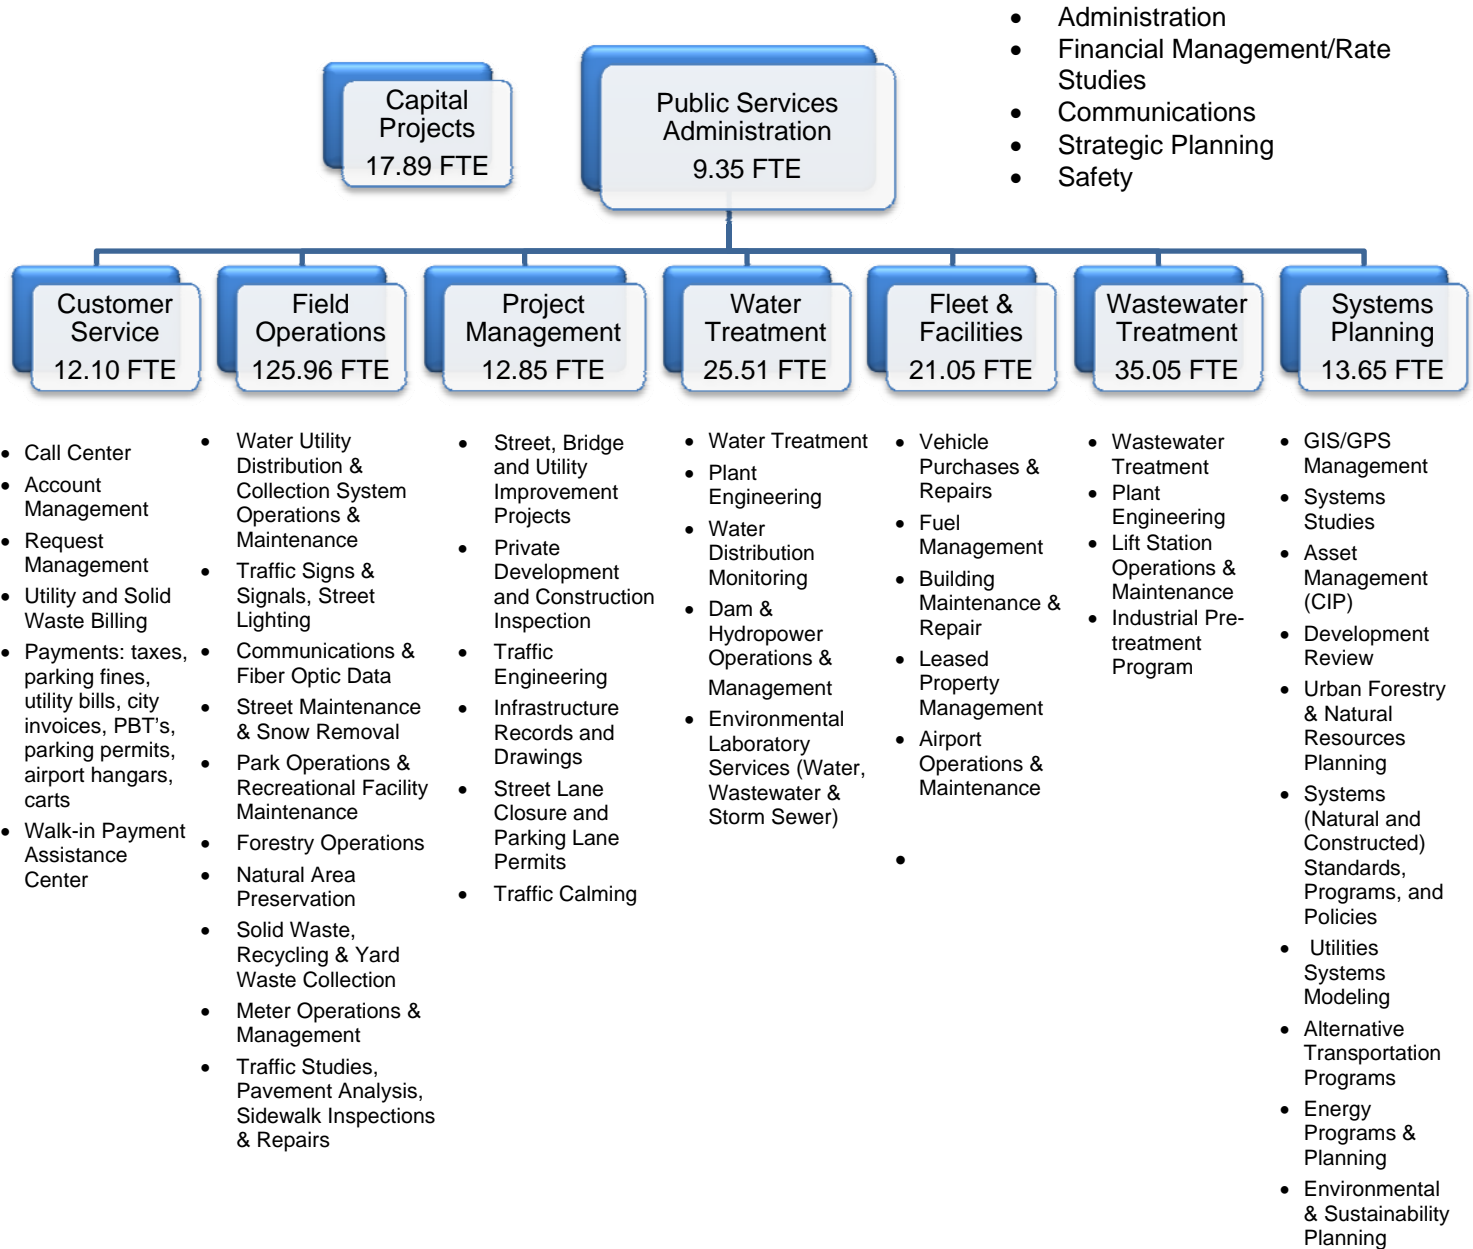 • Administration
• Financial Management/Rate
Studies
• Communications
• Strategic Planning
• Safety
Capital
Projects
17.89 FTE
Public Services
Administration
9.35 FTE
Customer
Service
12.10 FTE
Field
Operations
125.96 FTE
Project
Management
12.85 FTE
Water
Treatment
25.51 FTE
Fleet &
Facilities
21.05 FTE
Wastewater
Treatment
35.05 FTE
Systems
Planning
13.65 FTE
• Call Center
• Account
Management
• Request
Management
• Utility and Solid
Waste Billing
• Payments: taxes,
parking fines,
utility bills, city
invoices, PBT's,
parking permits,
airport hangars,
carts
• Walk-in Payment
Assistance
Center
• Water Utility
Distribution &
Collection System
Operations &
Maintenance
• Traffic Signs &
Signals, Street
Lighting
• Communications &
Fiber Optic Data
• Street Maintenance
& Snow Removal
• Park Operations &
Recreational Facility
Maintenance
• Forestry Operations
• Natural Area
Preservation
• Solid Waste,
Recycling & Yard
Waste Collection
• Meter Operations &
Management
• Traffic Studies,
Pavement Analysis,
Sidewalk Inspections
& Repairs
• Street, Bridge
and Utility
Improvement
Projects
• Private
Development
and Construction
Inspection
• Traffic
Engineering
• Infrastructure
Records and
Drawings
• Street Lane
Closure and
Parking Lane
Permits
• Traffic Calming
• Water Treatment
• Plant
Engineering
• Water
Distribution
Monitoring
• Dam &
Hydropower
Operations &
Management
• Environmental
Laboratory
Services (Water,
Wastewater &
Storm Sewer)
• Vehicle
Purchases &
Repairs
• Fuel
Management
• Building
Maintenance &
Repair
• Leased
Property
Management
• Airport
Operations &
Maintenance
•
• Wastewater
Treatment
• Plant
Engineering
• Lift Station
Operations &
Maintenance
• Industrial Pre-
treatment
Program
• GIS/GPS
Management
• Systems
Studies
• Asset
Management
(CIP)
• Development
Review
• Urban Forestry
& Natural
Resources
Planning
• Systems
(Natural and
Constructed)
Standards,
Programs, and
Policies
• Utilities
Systems
Modeling
• Alternative
Transportation
Programs
• Energy
Programs &
Planning
• Environmental
& Sustainability
Planning